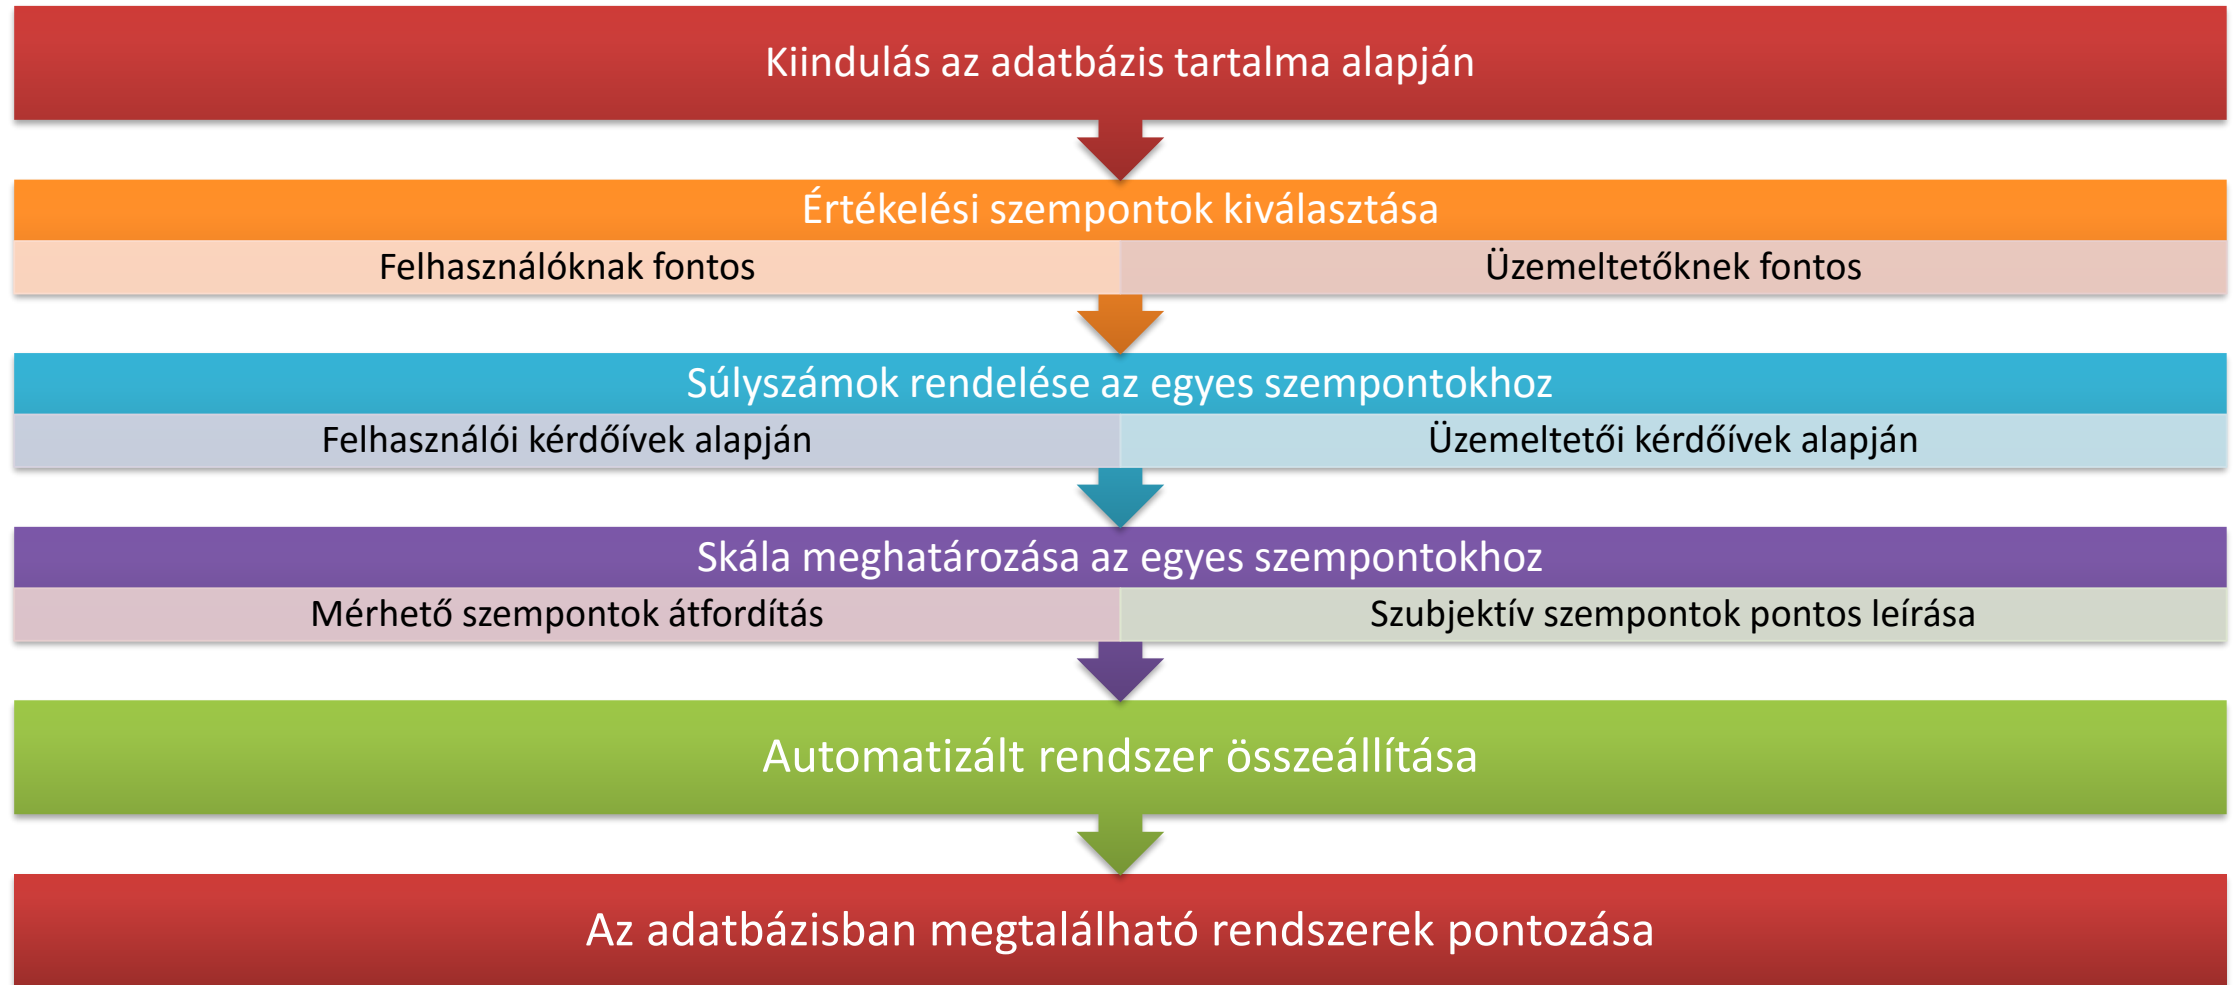 Kiindulás az adatbázis tartalma alapján
Értékelési szempontok kiválasztása
Felhasználóknak fontos
Üzemeltetőknek fontos
Súlyszámok rendelése az egyes szempontokhoz
Felhasználói kérdőívek alapján
Üzemeltetői kérdőívek alapján
Skála meghatározása az egyes szempontokhoz
Mérhető szempontok átfordítás
Szubjektív szempontok pontos leírása
Automatizált rendszer összeállítása
Az adatbázisban megtalálható rendszerek pontozása